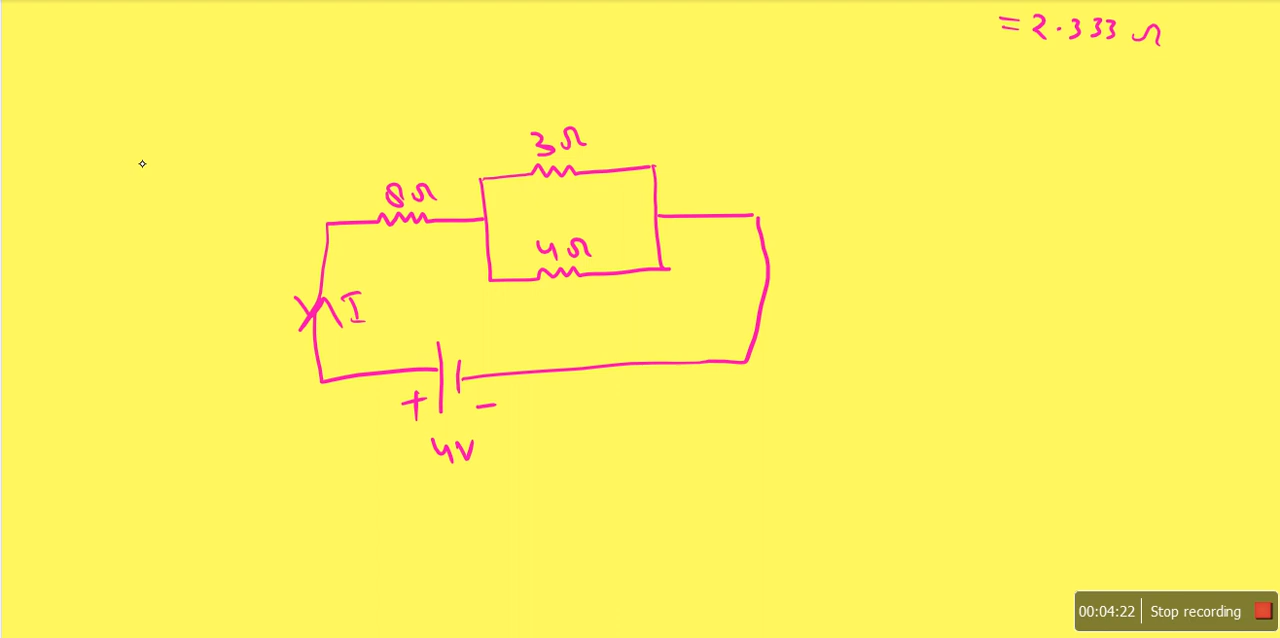 = 2.333 Ω
3Ω
8Ω
4Ω
I
+ -
4V
00:04:22 Stop recording